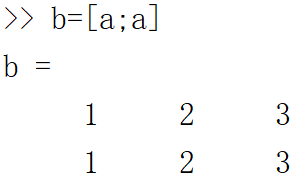 >> b=[a;a]
b =
1 2 3
1 2 3